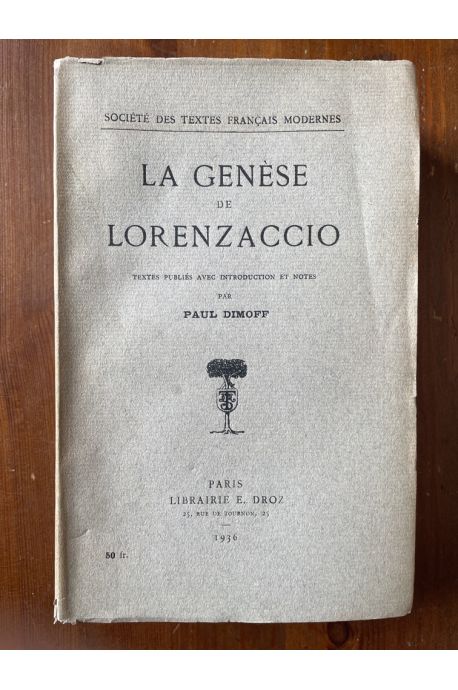 SOCIÉTÉ DES TEXTES FRANÇAIS MODERNES
LA GENÈSE
DE
LORENZACCIO
TEXTES PUBLIÉS AVEC INTRODUCTION ET NOTES
PAR
PAUL DIMOFF
PARIS
LIBRAIRIE E. DROZ
25, RUE DE TOURNON, 25
1936
50 fr.